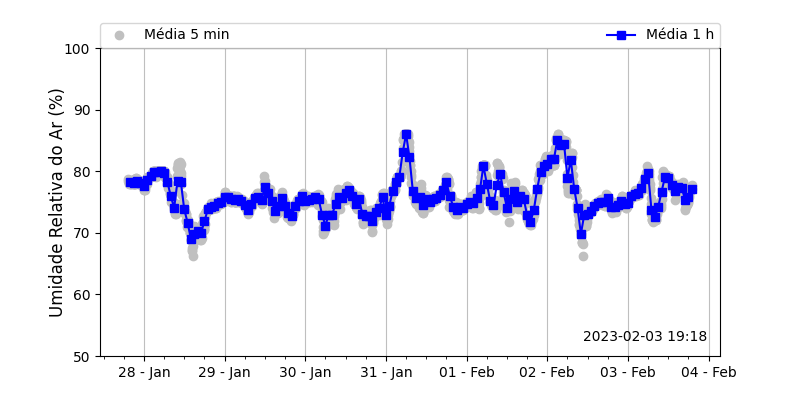 Média 5 min
Média 1 h
100
90
80
70
60
50
Umidade Relativa do Ar (%)
2023-02-03 19:18
28 - Jan
29 - Jan
30 - Jan
31 - Jan
01 - Feb
02 - Feb
03 - Feb
04 - Feb